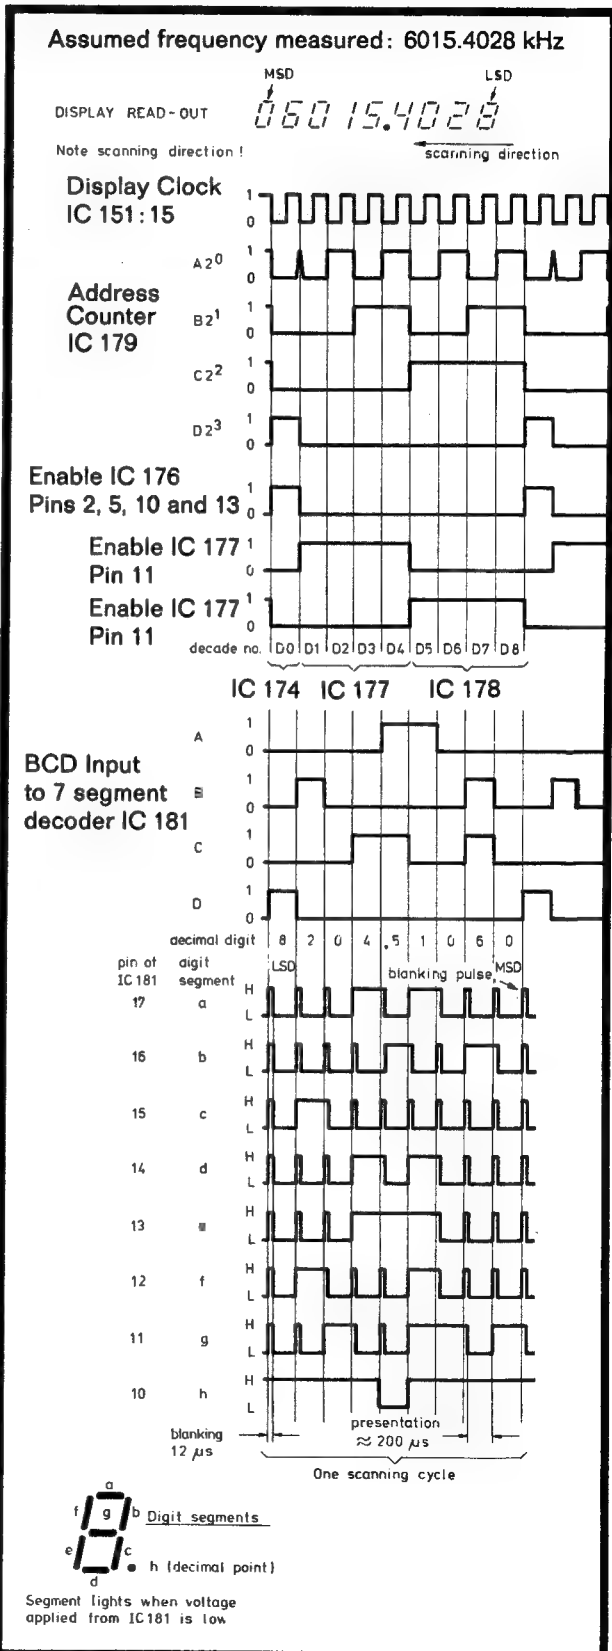 Assumed frequency measured: 6015.4028 kHz
MSD LSD
DISPLAY READ-OUT 06015.4028
Note scanning direction ! scanning direction
Display Clock
IC 151:15
1
0
Address
Counter
IC 179
A2⁰ 1
0
B2¹ 1
0
C2² 1
0
D2³ 1
0
Enable IC 176
Pins 2, 5, 10 and 13
1
0
Enable IC 177
Pin 11
1
0
Enable IC 177
Pin 11
1
0
decade no. D0 D1 D2 D3 D4 D5 D6 D7 D8
IC 174 IC 177 IC 178
BCD Input
to 7 segment
decoder IC 181
A 1
0
1
0
C 1
0
D 1
0
decimal digit 8 2 0 4 .5 1 0 6 0
pin of
IC 181
digit
segment
LSD blanking pulse MSD
17 a H
L
16 b H
L
15 c H
L
14 d H
L
13 H
L
12 f H
L
11 g H
L
10 h H
L
blanking
12 µs
presentation
≈ 200 µs
One scanning cycle
a
f g b Digit segments
e c
h (decimal point)
d
Segment lights when voltage
applied from IC181 is low